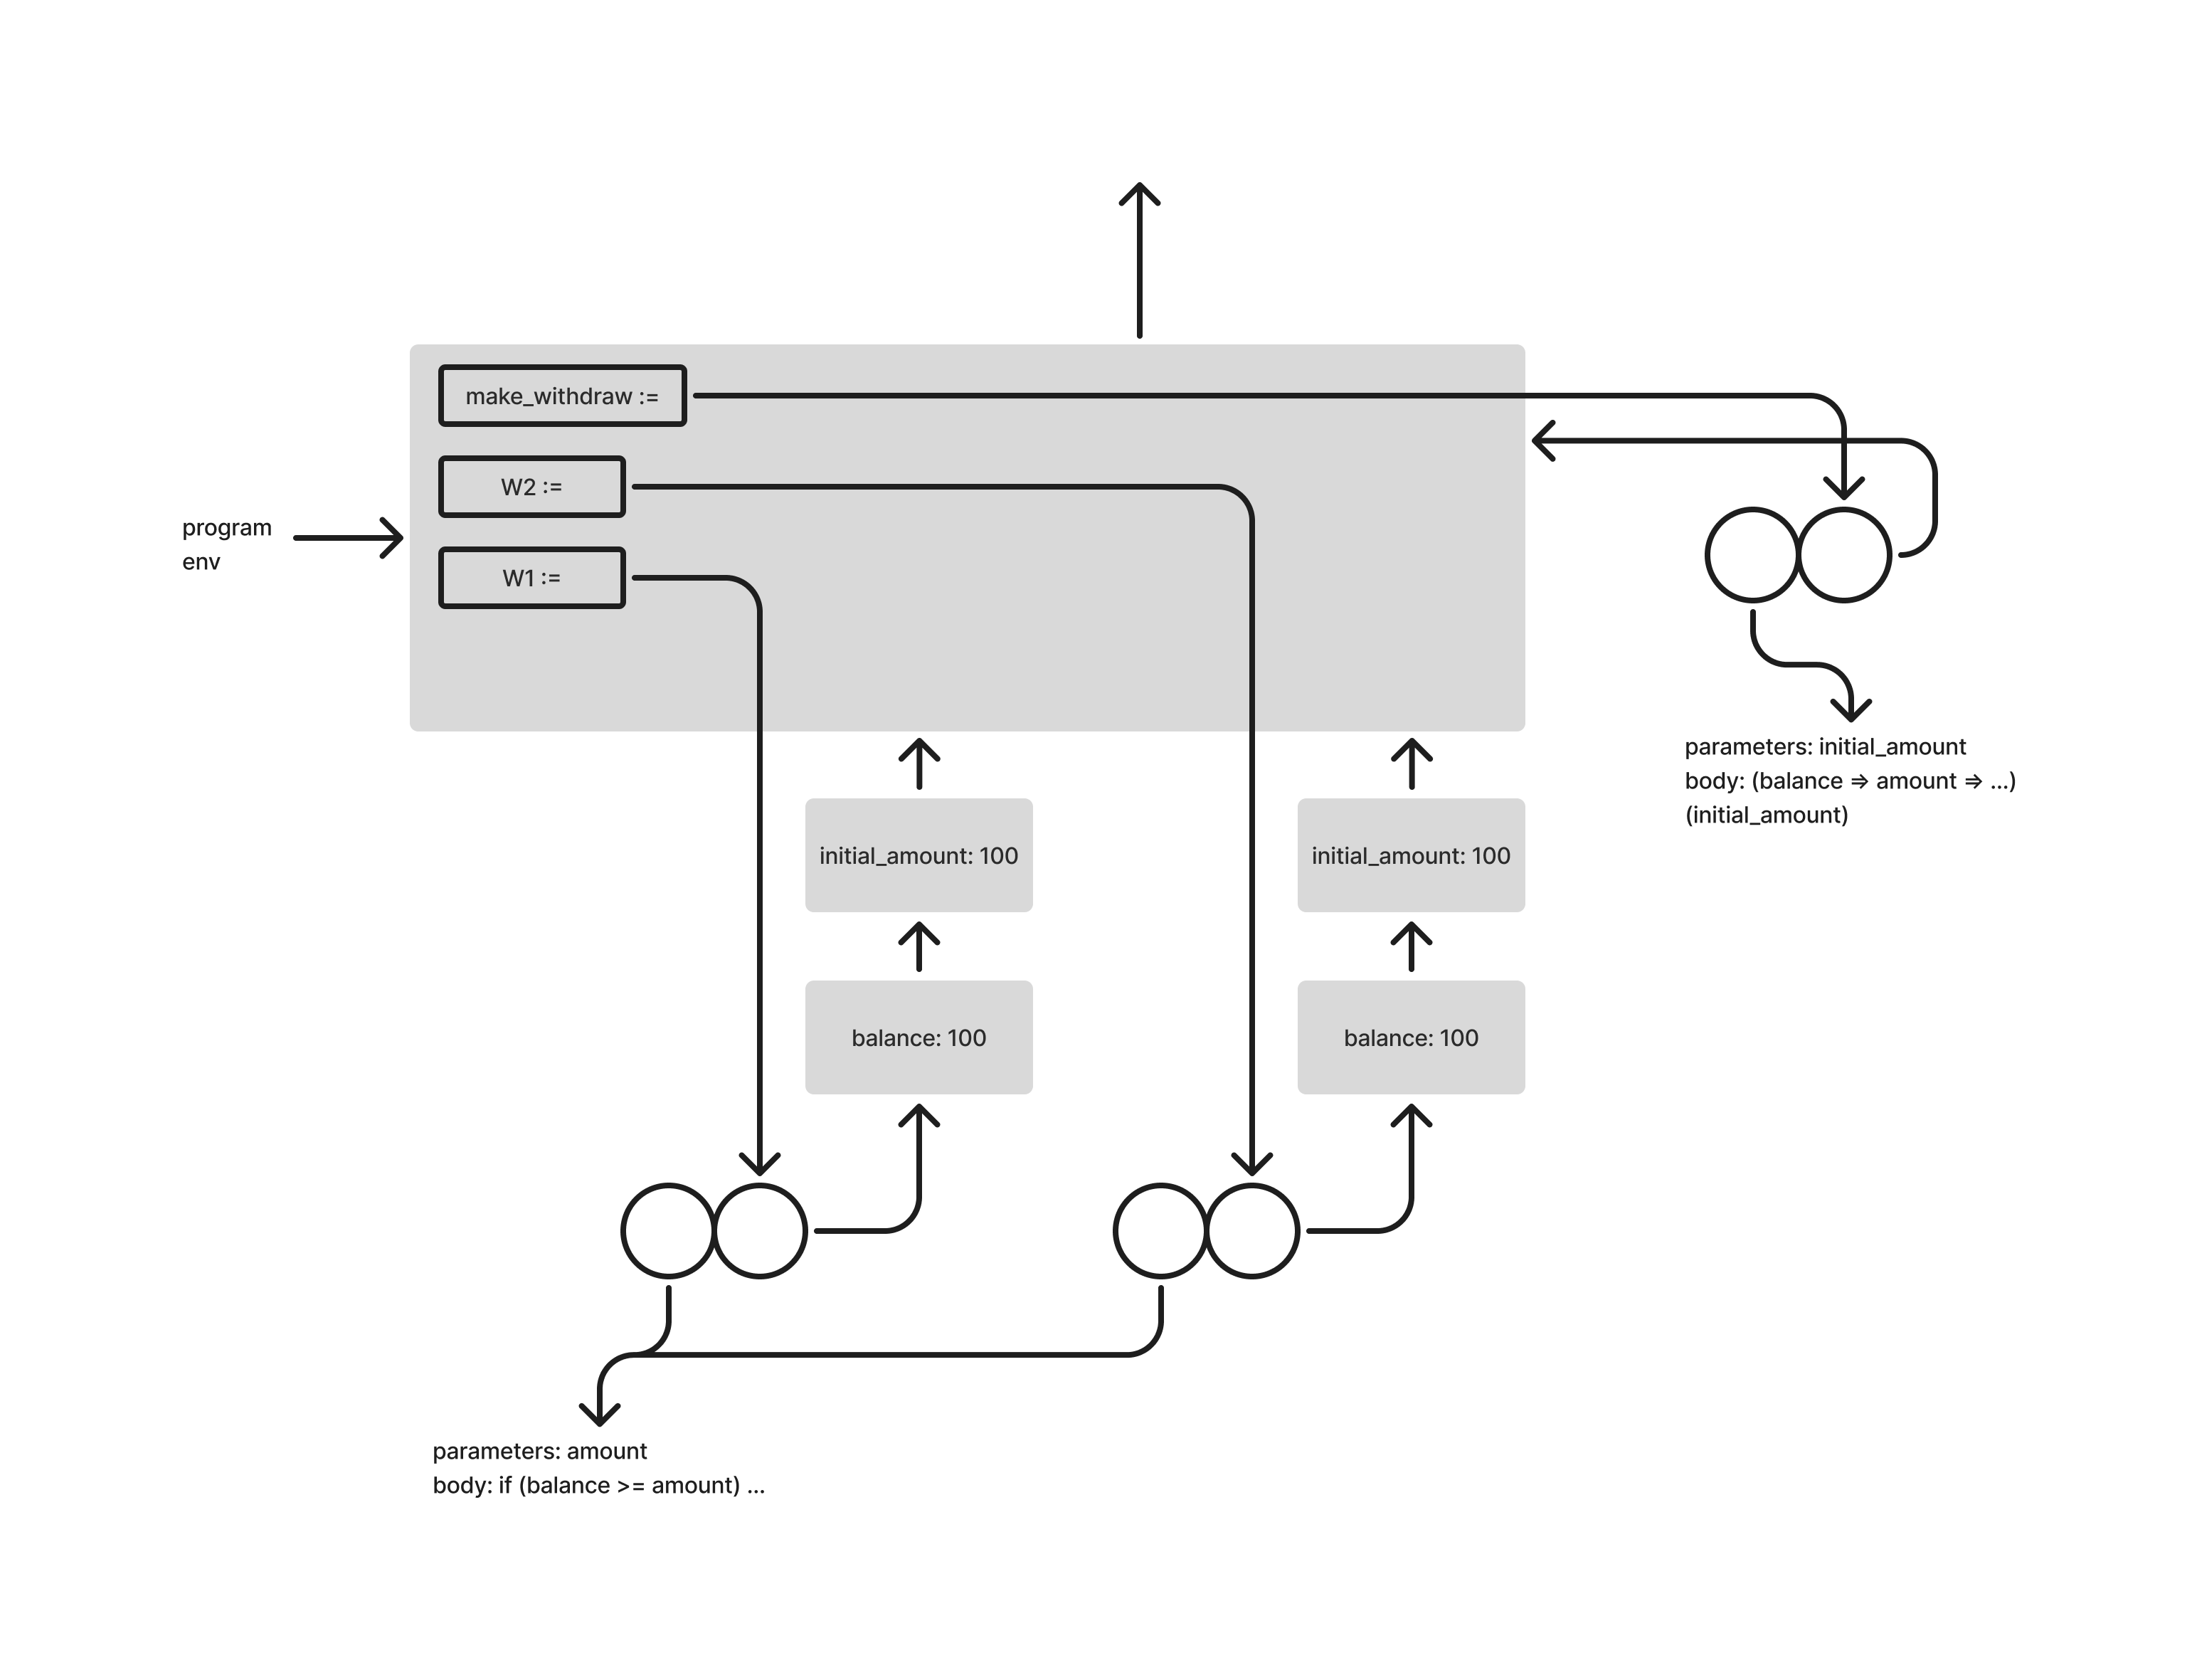 make_withdraw :=
W2 :=
program
env
W1 :=
parameters: initial_amount
body: (balance => amount => ...)
(initial_amount)
initial_amount: 100
initial_amount: 100
balance: 100
balance: 100
parameters: amount
body: if (balance >= amount) ...